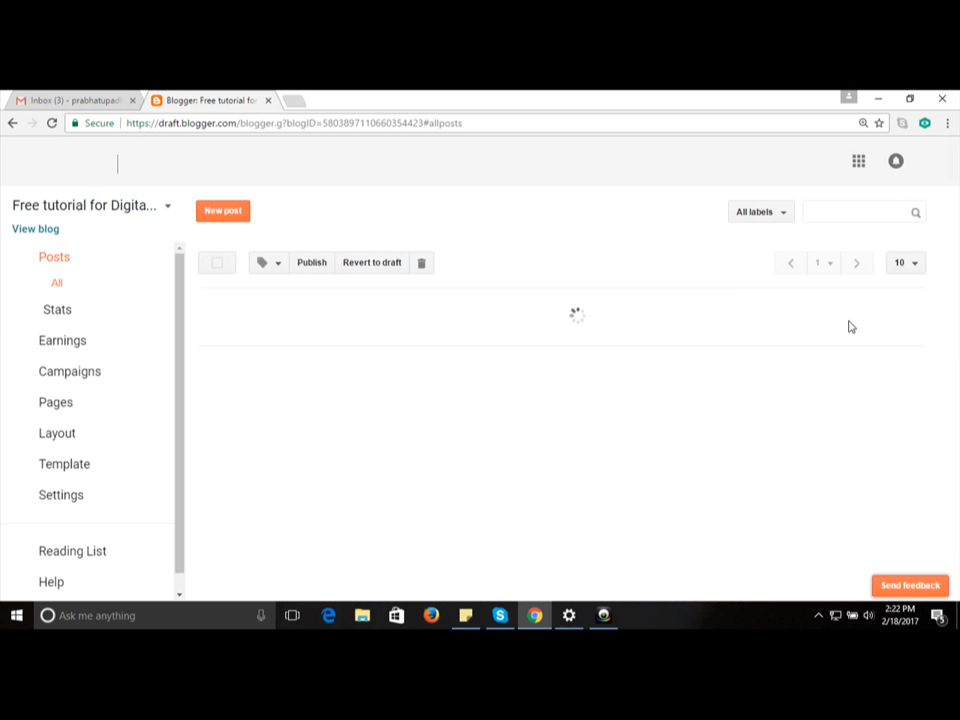 Inbox (3) - prabhatupadh
Blogger: Free tutorial for
Secure
https://draft.blogger.com/blogger.g?blogID=5803897110660354423#allposts
Free tutorial for Digita...
New post
All labels
View blog
Posts
Publish
Revert to draft
1
10
All
Stats
Earnings
Campaigns
Pages
Layout
Template
Settings
Reading List
Help
Send feedback
Ask me anything
2:22 PM
2/18/2017
5